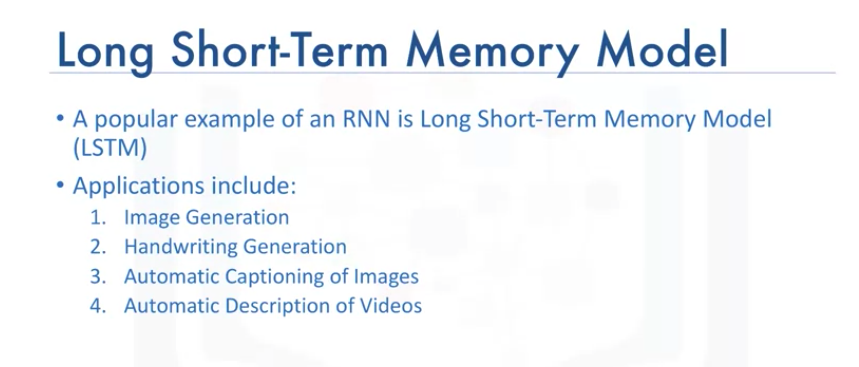 Long Short-Term Memory Model
• A popular example of an RNN is Long Short-Term Memory Model
(LSTM)
• Applications include:
1. Image Generation
2. Handwriting Generation
3. Automatic Captioning of Images
4. Automatic Description of Videos